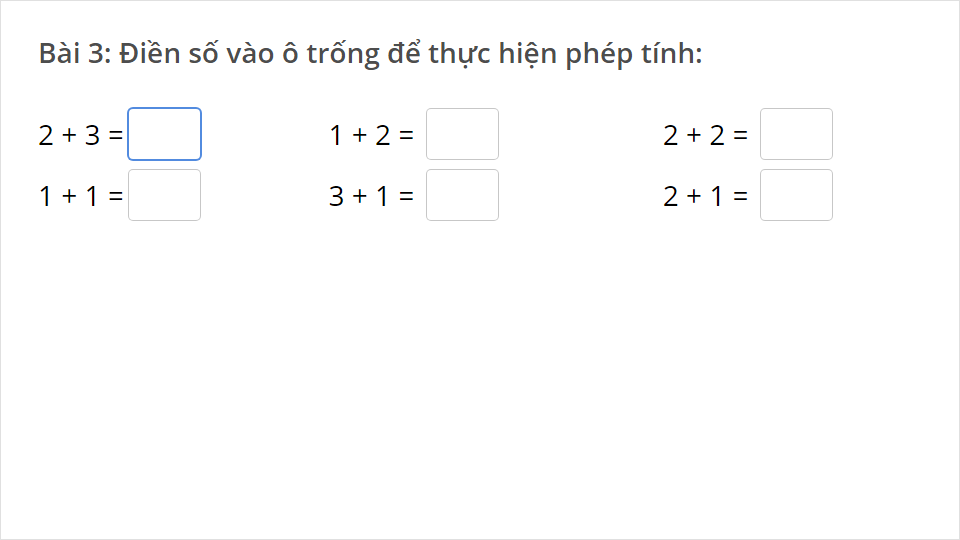 Bài 3: Điền số vào ô trống để thực hiện phép tính:
2 + 3 = 1 + 2 = 2 + 2 =
1 + 1 = 3 + 1 = 2 + 1 =